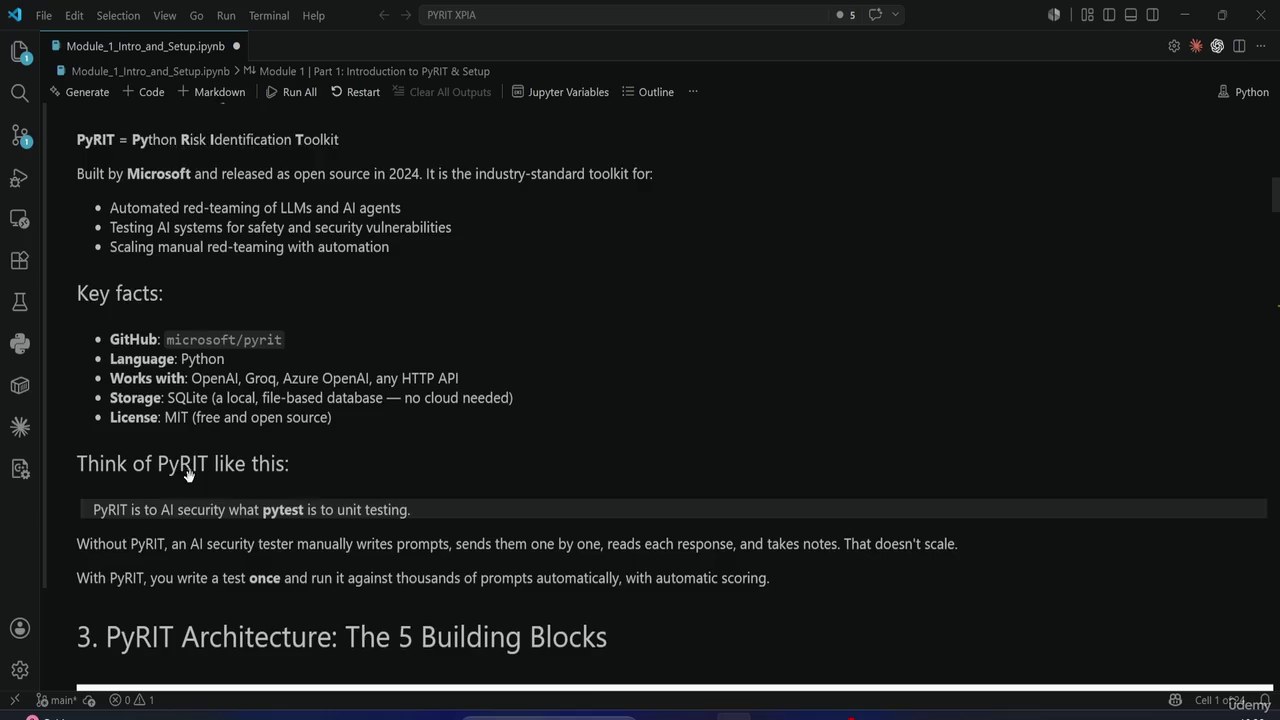 File Edit Selection View Go Run Terminal Help
PYRIT XPIA
5
Module_1_Intro_and_Setup.ipynb
Module_1_Intro_and_Setup.ipynb > M↓ Module 1 | Part 1: Introduction to PyRIT & Setup
Generate + Code + Markdown Run All Restart Clear All Outputs Jupyter Variables Outline ... Python
PyRIT = Python Risk Identification Toolkit
Built by Microsoft and released as open source in 2024. It is the industry-standard toolkit for:
• Automated red-teaming of LLMs and AI agents
• Testing AI systems for safety and security vulnerabilities
• Scaling manual red-teaming with automation
Key facts:
• GitHub: microsoft/pyrit
• Language: Python
• Works with: OpenAI, Groq, Azure OpenAI, any HTTP API
• Storage: SQLite (a local, file-based database — no cloud needed)
• License: MIT (free and open source)
Think of PyRIT like this:
PyRIT is to AI security what pytest is to unit testing.
Without PyRIT, an AI security tester manually writes prompts, sends them one by one, reads each response, and takes notes. That doesn't scale.
With PyRIT, you write a test once and run it against thousands of prompts automatically, with automatic scoring.
3. PyRIT Architecture: The 5 Building Blocks
main* 0 1
Cell 1 of 24
Udemy